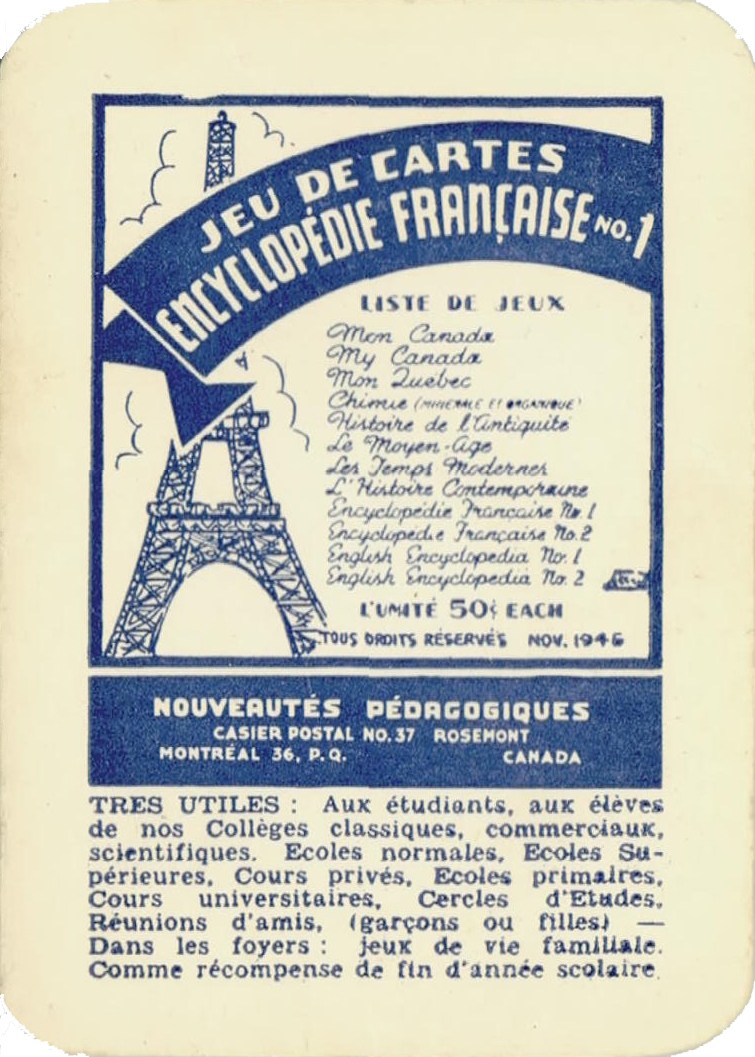 JEU DE CARTES
ENCYCLOPÉDIE FRANÇAISE NO. 1
LISTE DE JEUX
Mon Canada
My Canada
Mon Québec
Chimie (MINERALE ET ORGANIQUE)
Histoire de l'Antiquité
Le Moyen-Age
Les Temps Modernes
L'Histoire Contemporaine
Encyclopédie Française No. 1
Encyclopédie Française No. 2
English Encyclopedia No. 1
English Encyclopedia No. 2
L'UNITÉ 50¢ EACH
TOUS DROITS RÉSERVÉS NOV. 1946
NOUVEAUTÉS PÉDAGOGIQUES
CASIER POSTAL NO. 37 ROSEMONT
MONTRÉAL 36, P.Q. CANADA
TRES UTILES : Aux étudiants, aux élèves
de nos Collèges classiques, commerciaux,
scientifiques. Ecoles normales, Ecoles Su-
périeures, Cours privés, Ecoles primaires,
Cours universitaires, Cercles d'Etudes,
Réunions d'amis, (garçons ou filles) —
Dans les foyers : jeux de vie familiale.
Comme récompense de fin d'année scolaire